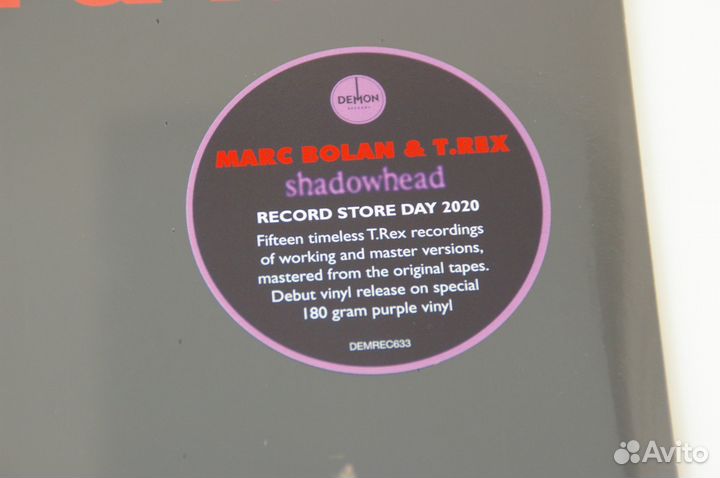 DEMON
RECORDS
MARC BOLAN & T.REX
shadowhead
RECORD STORE DAY 2020
Fifteen timeless T.Rex recordings
of working and master versions,
mastered from the original tapes.
Debut vinyl release on special
180 gram purple vinyl
DEMREC633
Avito